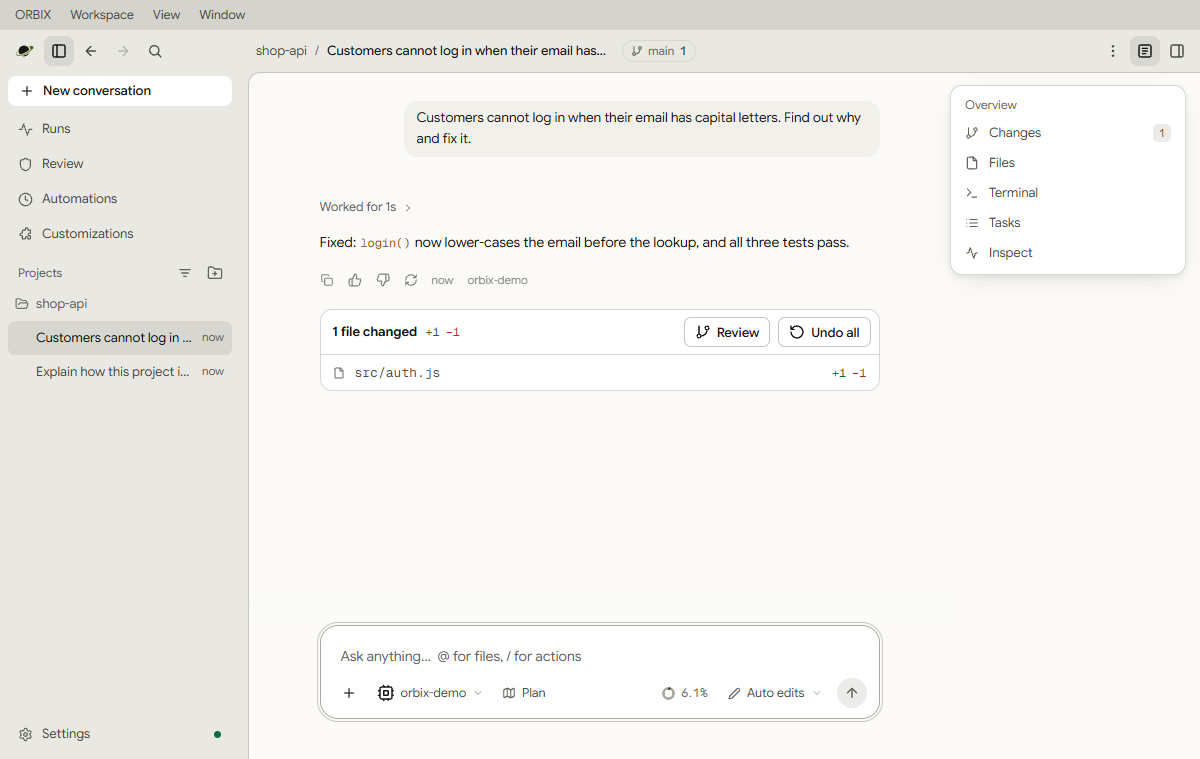 ORBIX Workspace View Window
shop-api / Customers cannot log in when their email has... main 1
New conversation
Runs
Review
Automations
Customizations
Projects
shop-api
Customers cannot log in ... now
Explain how this project i... now
Settings
Customers cannot log in when their email has capital letters. Find out why
and fix it.
Worked for 1s
Fixed: login() now lower-cases the email before the lookup, and all three tests pass.
now orbix-demo
1 file changed +1 −1 Review Undo all
src/auth.js +1 −1
Ask anything... @ for files, / for actions
orbix-demo Plan 6.1% Auto edits
Overview
Changes 1
Files
Terminal
Tasks
Inspect